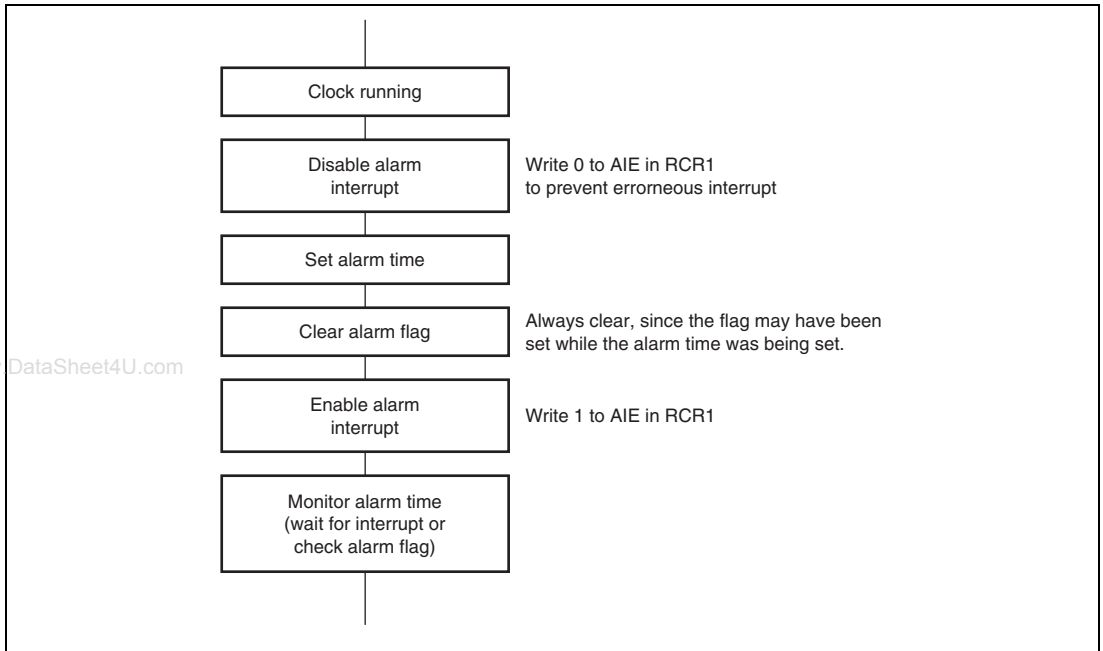 Clock running
Disable alarm
interrupt
Write 0 to AIE in RCR1
to prevent errorneous interrupt
Set alarm time
Clear alarm flag
Always clear, since the flag may have been
set while the alarm time was being set.
DataSheet4U.com
Enable alarm
interrupt
Write 1 to AIE in RCR1
Monitor alarm time
(wait for interrupt or
check alarm flag)